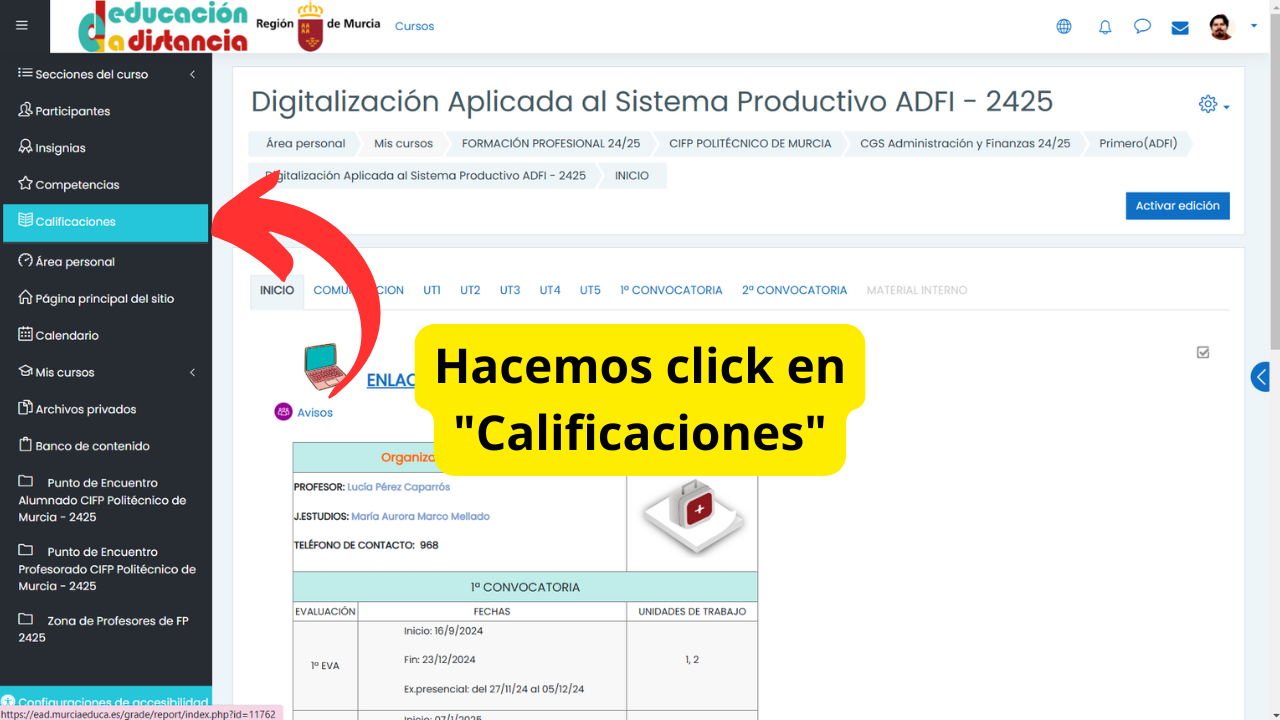 educación
a distancia
Región de Murcia
Cursos
Secciones del curso
Participantes
Insignias
Competencias
Calificaciones
Área personal
Página principal del sitio
Calendario
Mis cursos
Archivos privados
Banco de contenido
Punto de Encuentro
Alumnado CIFP Politécnico de
Murcia - 2425
Punto de Encuentro
Profesorado CIFP Politécnico de
Murcia - 2425
Zona de Profesores de FP
2425
Configuraciones de accesibilidad
https://ead.murciaeduca.es/grade/report/index.php?id=11762
Digitalización Aplicada al Sistema Productivo ADFI - 2425
Área personal Mis cursos FORMACIÓN PROFESIONAL 24/25 CIFP POLITÉCNICO DE MURCIA CGS Administración y Finanzas 24/25 Primero(ADFI)
Digitalización Aplicada al Sistema Productivo ADFI - 2425 INICIO
Activar edición
INICIO UT1 UT2 UT3 UT4 UT5 1ª CONVOCATORIA 2ª CONVOCATORIA MATERIAL INTERNO
Hacemos click en
"Calificaciones"
ENLAC
Avisos
Organiza
PROFESOR: Lucía Pérez Caparrós
J.ESTUDIOS: María Aurora Marco Mellado
TELÉFONO DE CONTACTO: 968
1ª CONVOCATORIA
EVALUACIÓN FECHAS UNIDADES DE TRABAJO
Inicio: 16/9/2024
Fin: 23/12/2024
1ª EVA 1, 2
Ex.presencial: del 27/11/24 al 05/12/24
Inicio: 07/1/2025